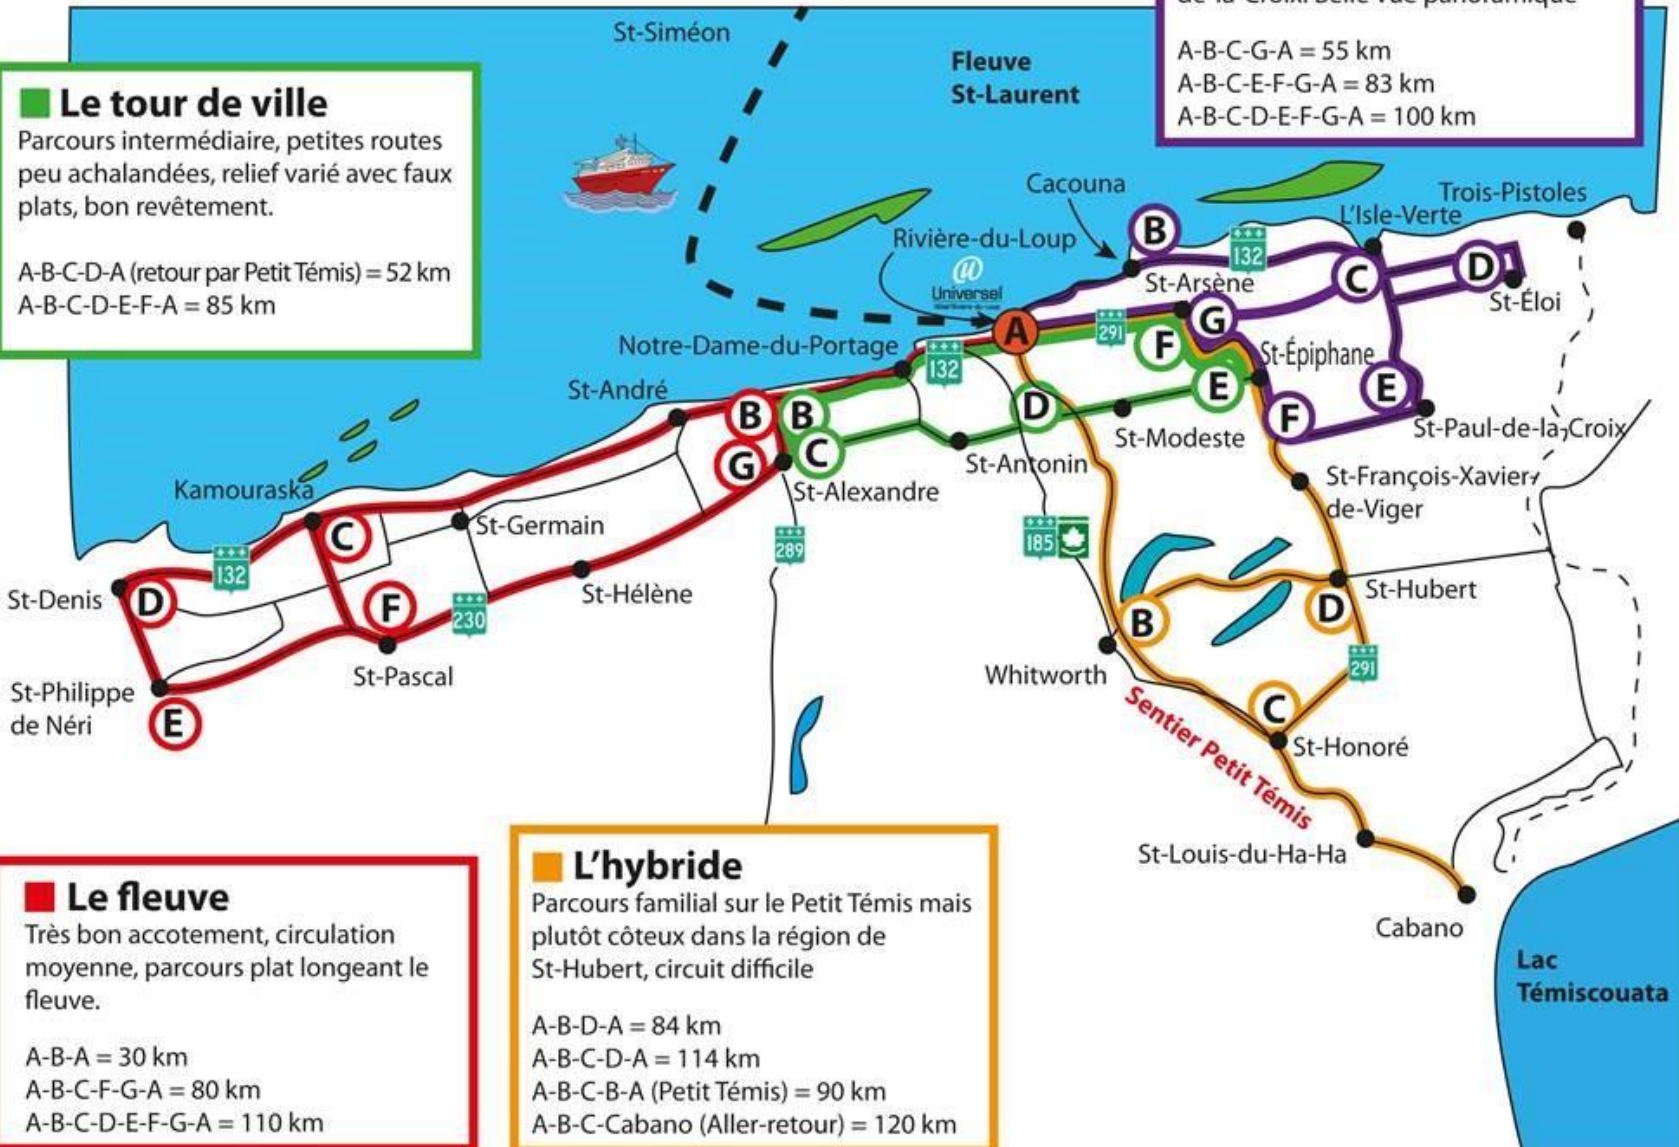 de-la-Croix. Belle vue panoramique
A-B-C-G-A = 55 km
A-B-C-E-F-G-A = 83 km
A-B-C-D-E-F-G-A = 100 km
Le tour de ville
Parcours intermédiaire, petites routes
peu achalandées, relief varié avec faux
plats, bon revêtement.
A-B-C-D-A (retour par Petit Témis) = 52 km
A-B-C-D-E-F-A = 85 km
St-Siméon
Fleuve
St-Laurent
Cacouna
Trois-Pistoles
L'Isle-Verte
Rivière-du-Loup
Universel
B
132
C
D
St-Arsène
St-Éloi
A
291
G
F
St-Épiphane
Notre-Dame-du-Portage
132
St-André
B
B
D
E
E
F
St-Modeste
St-Paul-de-la-Croix
G
C
St-Antonin
St-Alexandre
St-François-Xavier-
de-Viger
Kamouraska
C
St-Germain
289
185
132
St-Denis
D
F
230
St-Hélène
St-Hubert
B
D
St-Pascal
Whitworth
291
St-Philippe
de Néri
E
C
St-Honoré
Sentier Petit Témis
St-Louis-du-Ha-Ha
Cabano
Lac
Témiscouata
Le fleuve
Très bon accotement, circulation
moyenne, parcours plat longeant le
fleuve.
A-B-A = 30 km
A-B-C-F-G-A = 80 km
A-B-C-D-E-F-G-A = 110 km
L'hybride
Parcours familial sur le Petit Témis mais
plutôt côteux dans la région de
St-Hubert, circuit difficile
A-B-D-A = 84 km
A-B-C-D-A = 114 km
A-B-C-B-A (Petit Témis) = 90 km
A-B-C-Cabano (Aller-retour) = 120 km